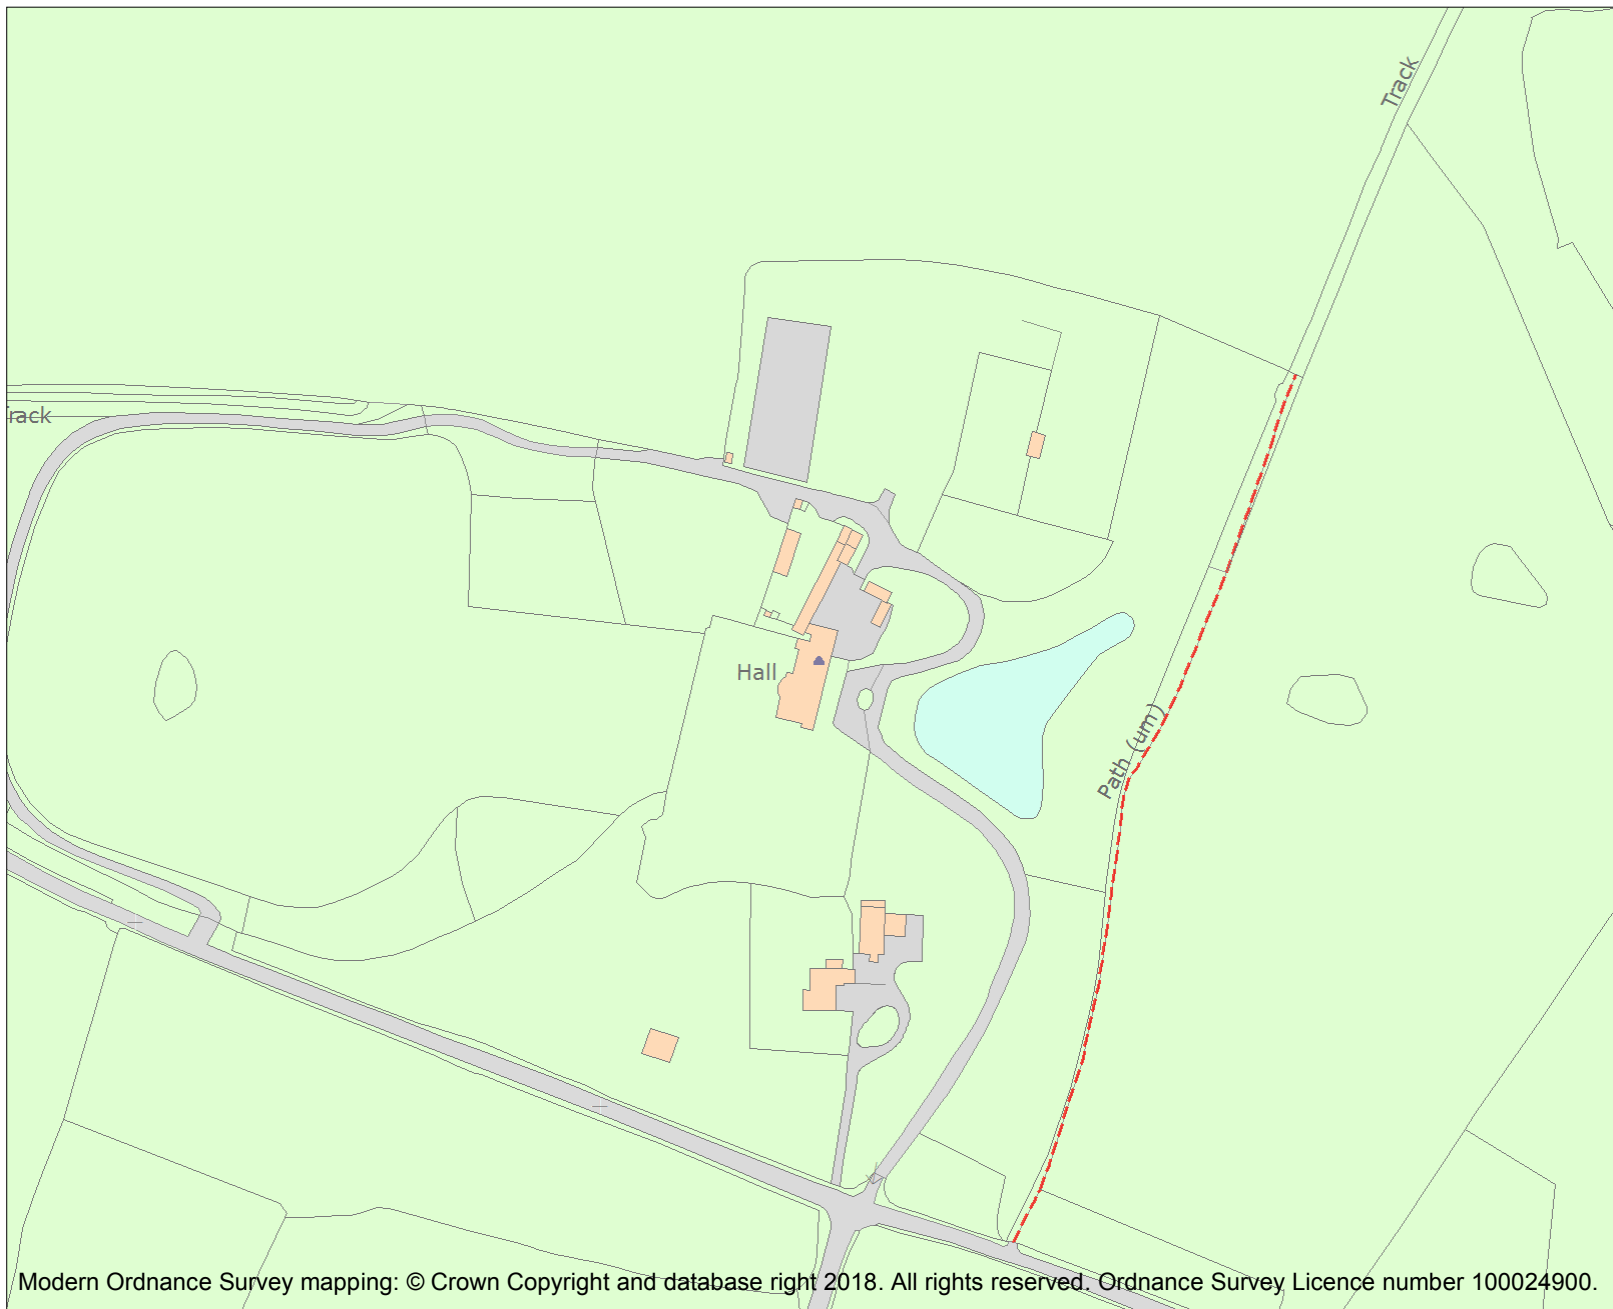 Track
Track
Hall
Path (um)
Modern Ordnance Survey mapping: © Crown Copyright and database right 2018. All rights reserved. Ordnance Survey Licence number 100024900.